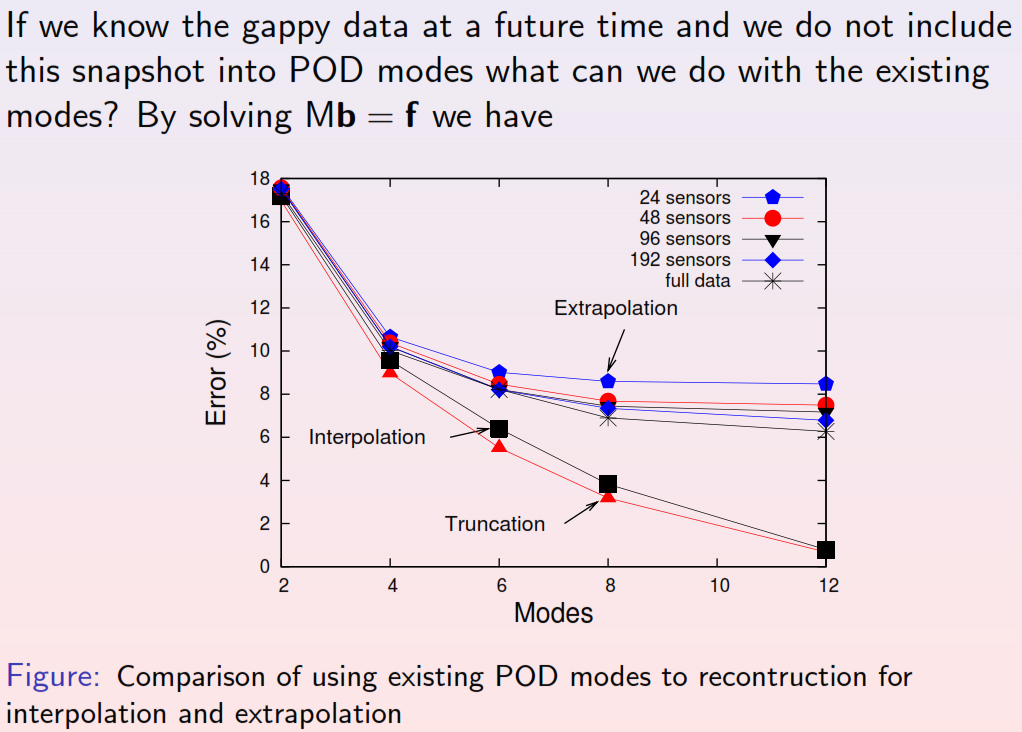 If we know the gappy data at a future time and we do not include
this snapshot into POD modes what can we do with the existing
modes? By solving Mb = f we have
18
16
14
12
10
8
6
4
2
0
Error (%)
24 sensors
48 sensors
96 sensors
192 sensors
full data
Extrapolation
Interpolation
Truncation
2 4 6 8 10 12
Modes
Figure: Comparison of using existing POD modes to recontruction for
interpolation and extrapolation